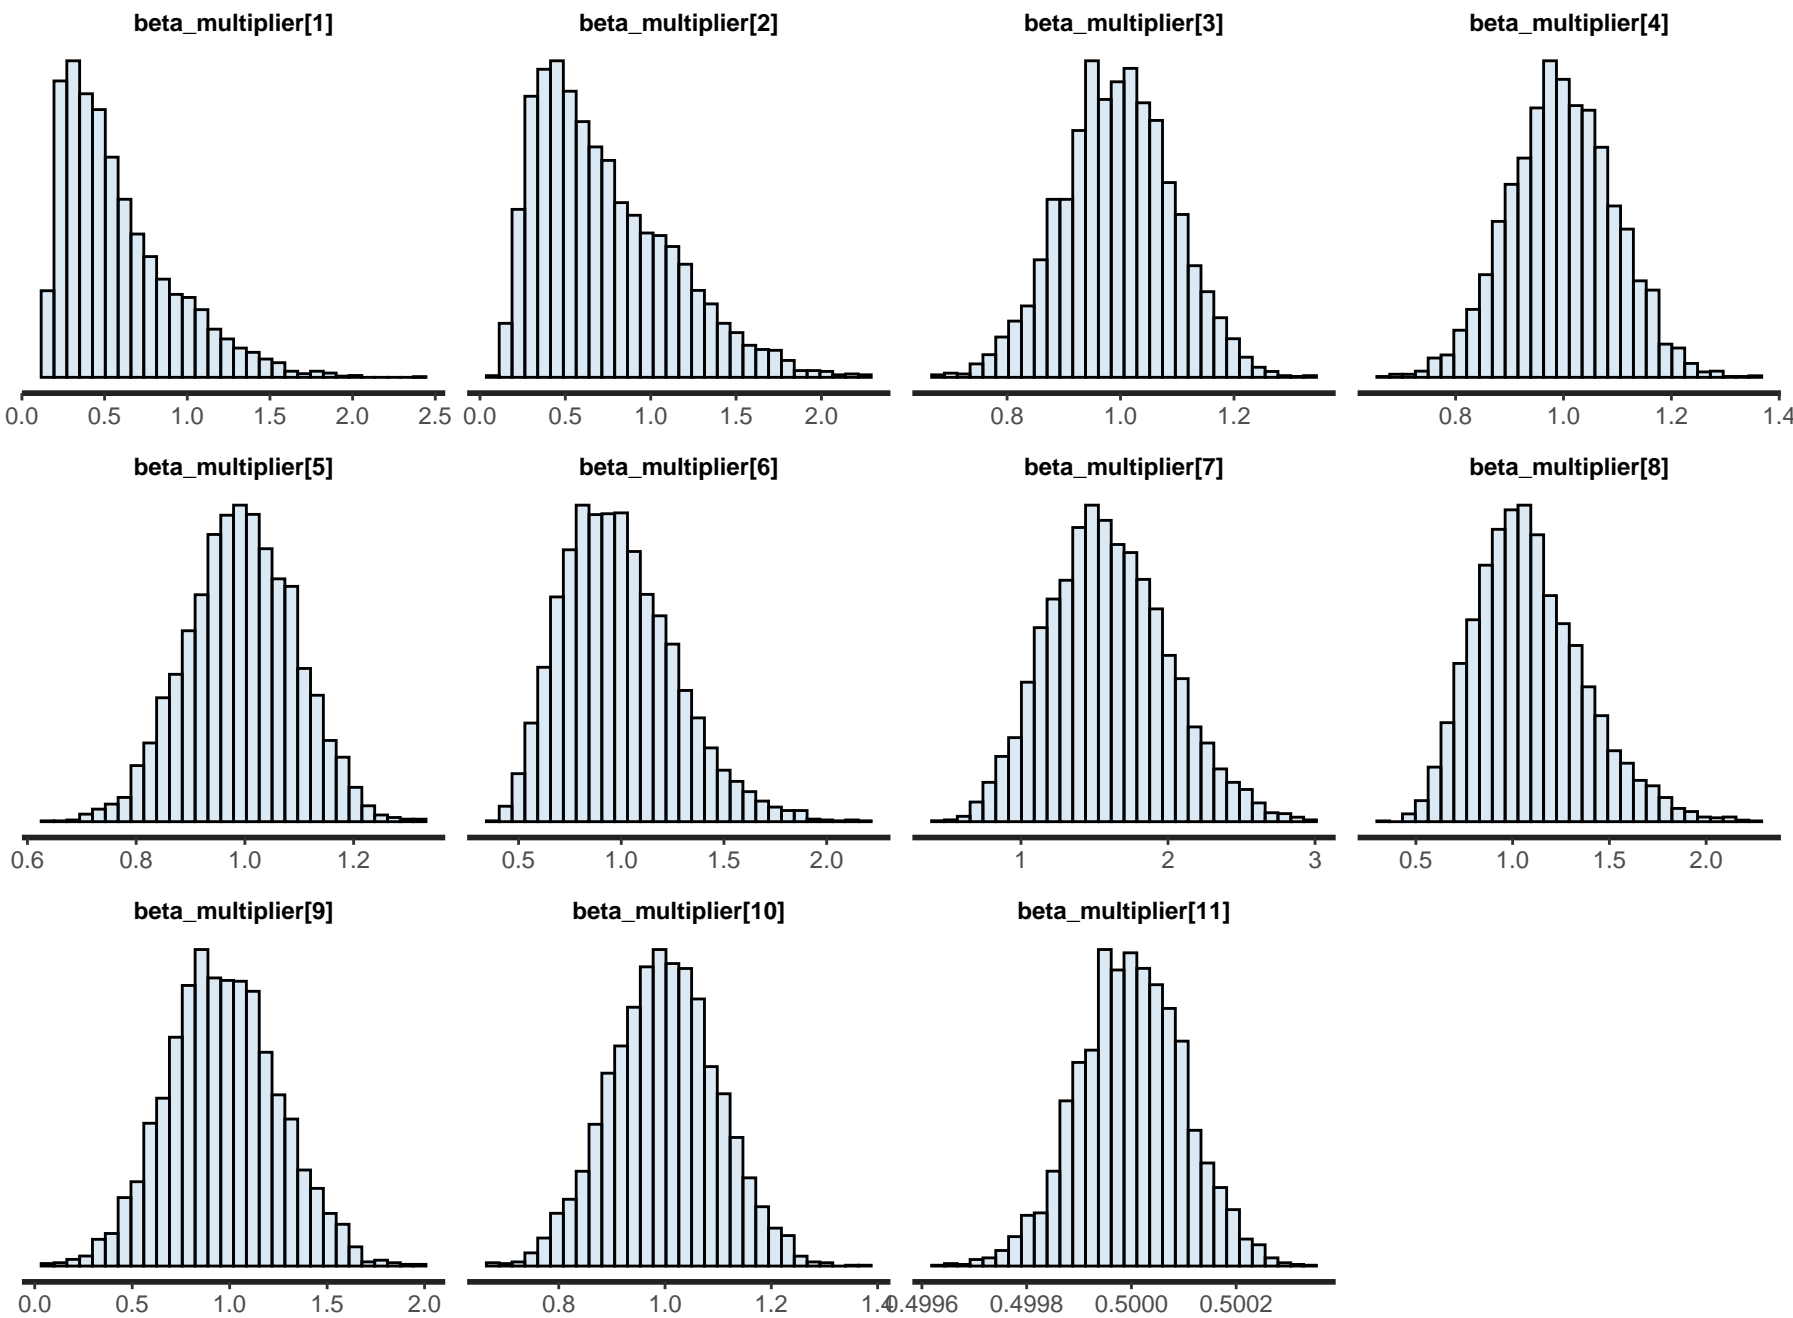 beta_multiplier[1] beta_multiplier[2] beta_multiplier[3] beta_multiplier[4]
0.0 0.5 1.0 1.5 2.0 2.5 0.0 0.5 1.0 1.5 2.0 0.8 1.0 1.2 0.8 1.0 1.2 1.4
beta_multiplier[5] beta_multiplier[6] beta_multiplier[7] beta_multiplier[8]
0.6 0.8 1.0 1.2 0.5 1.0 1.5 2.0 1 2 3 0.5 1.0 1.5 2.0
beta_multiplier[9] beta_multiplier[10] beta_multiplier[11]
0.0 0.5 1.0 1.5 2.0 0.8 1.0 1.2 1.4 0.4996 0.4998 0.5000 0.5002